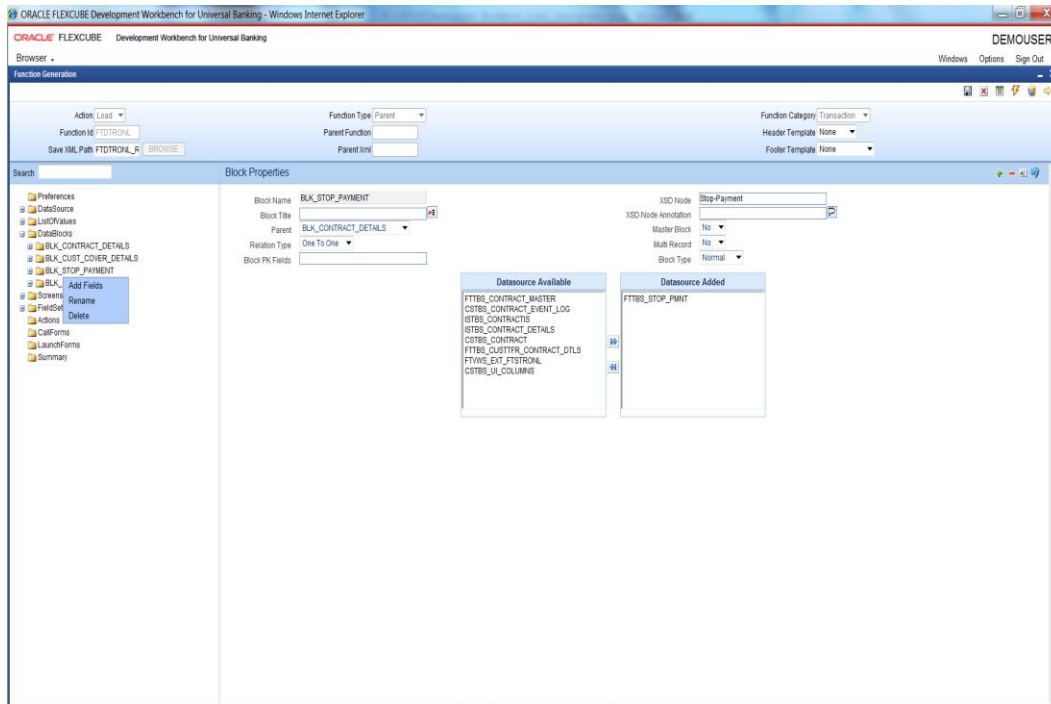 ORACLE FLEXCUBE Development Workbench for Universal Banking - Windows Internet Explorer
ORACLE FLEXCUBE Development Workbench for Universal Banking
DEMOUSER
Browser
Windows Options Sign Out
Function Generation
Action Load Function Type Parent Function Category Transaction
Function Id FTDTRONL Parent Function Header Template None
Save XML Path FTDTRONL_R BROWSE Parent Xml Footer Template None
Search
Block Properties
Preferences
DataSource
ListOfValues
DataBlocks
BLK_CONTRACT_DETAILS
BLK_CUST_COVER_DETAILS
BLK_STOP_PAYMENT
BLK_
Add Fields
Rename
Delete
Screens
FieldSet
Actions
CallForms
LaunchForms
Summary
Block Name BLK_STOP_PAYMENT XSD Node Stop-Payment
Block Title XSD Node Annotation
Parent BLK_CONTRACT_DETAILS Master Block No
Relation Type One To One Multi Record No
Block PK Fields Block Type Normal
Datasource Available
FTTBS_CONTRACT_MASTER
CSTBS_CONTRACT_EVENT_LOG
ISTBS_CONTRACTIS
ISTBS_CONTRACT_DETAILS
CSTBS_CONTRACT
FTTBS_CUSTTFR_CONTRACT_DTLS
FTVWS_EXT_FTSTRONL
CSTBS_UI_COLUMNS
Datasource Added
FTTBS_STOP_PMNT